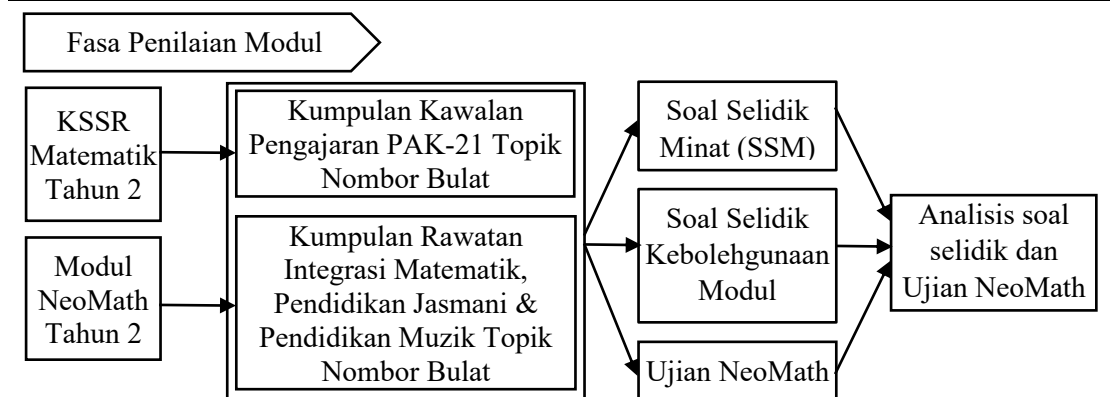 Fasa Penilaian Modul
KSSR
Matematik
Tahun 2
Kumpulan Kawalan
Pengajaran PAK-21 Topik
Nombor Bulat
Modul
NeoMath
Tahun 2
Kumpulan Rawatan
Integrasi Matematik,
Pendidikan Jasmani &
Pendidikan Muzik Topik
Nombor Bulat
Soal Selidik
Minat (SSM)
Soal Selidik
Kebolehgunaan
Modul
Ujian NeoMath
Analisis soal
selidik dan
Ujian NeoMath